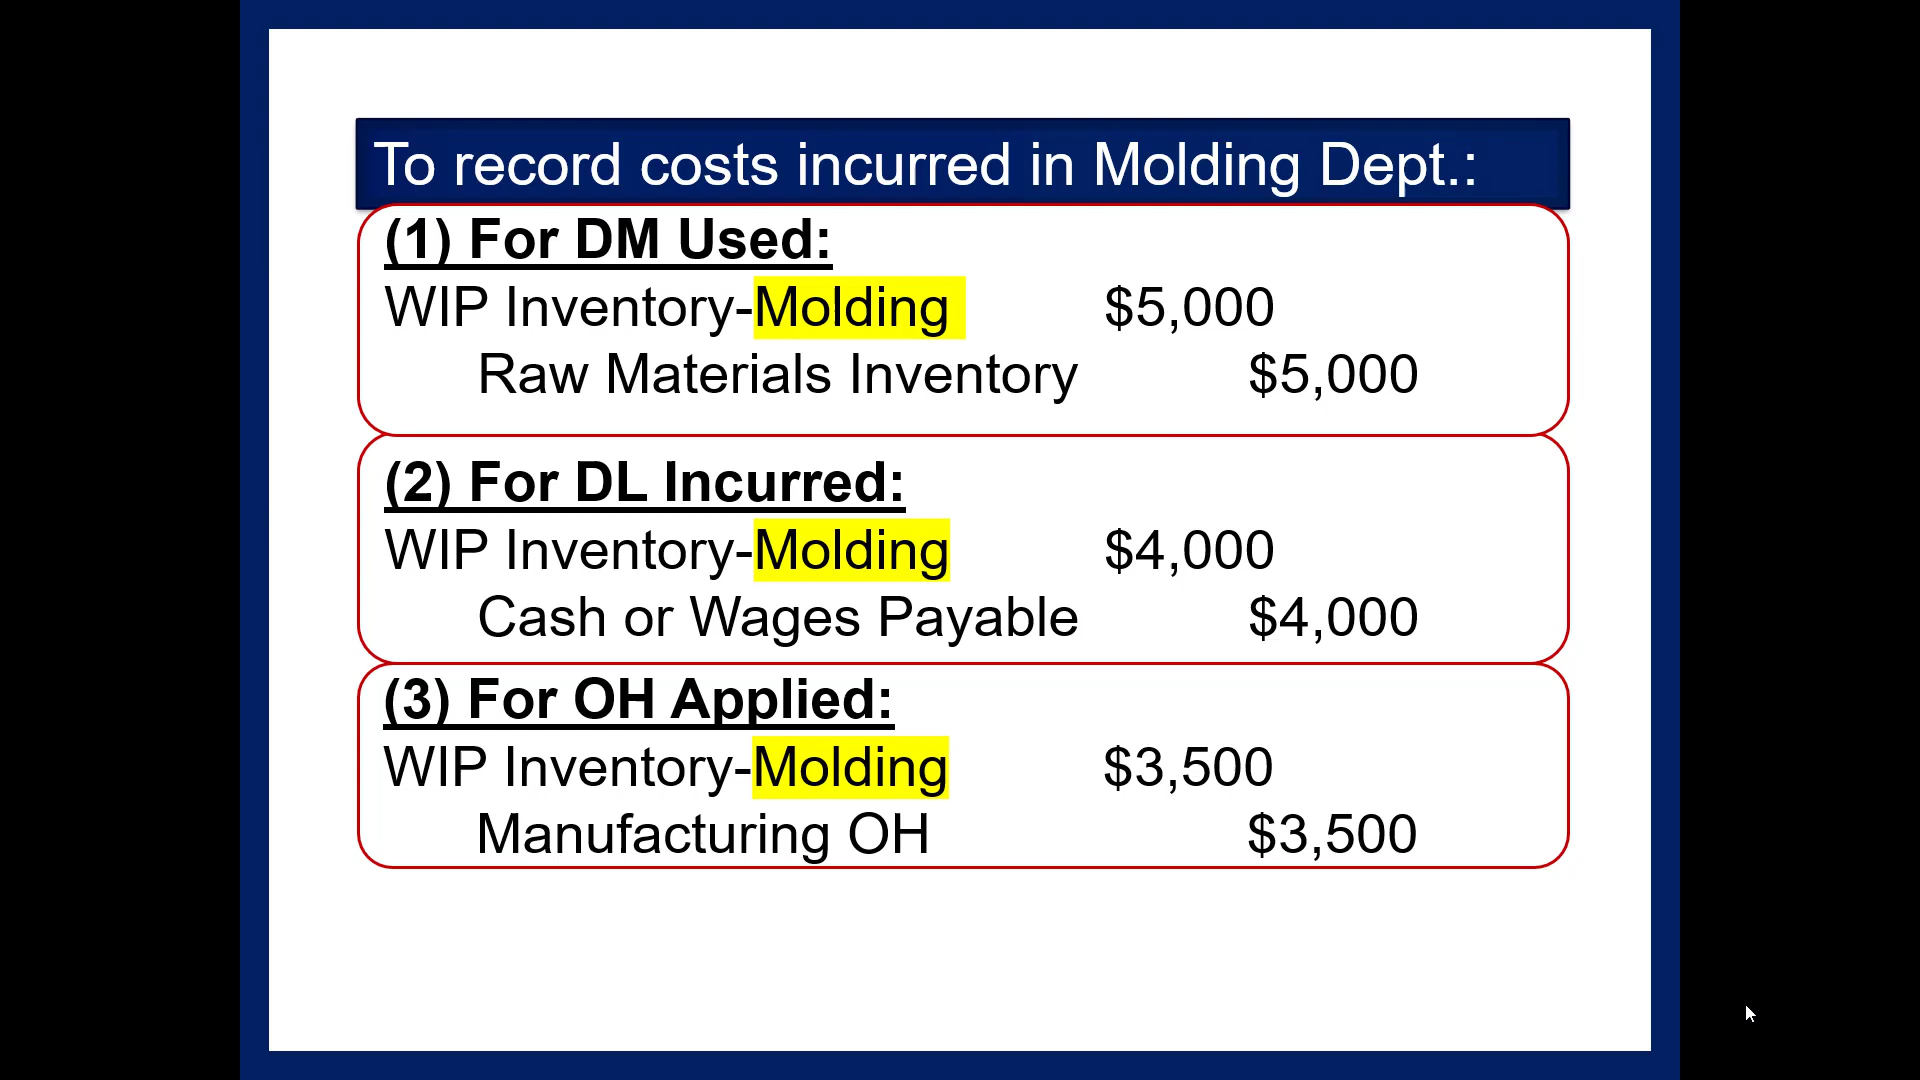 To record costs incurred in Molding Dept.:
(1) For DM Used:
WIP Inventory-Molding $5,000
Raw Materials Inventory $5,000
(2) For DL Incurred:
WIP Inventory-Molding $4,000
Cash or Wages Payable $4,000
(3) For OH Applied:
WIP Inventory-Molding $3,500
Manufacturing OH $3,500